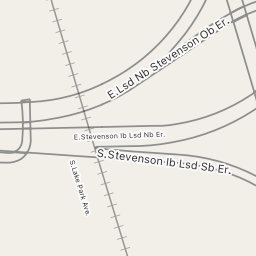 E.Lsd Nb Stevenson Ob Er.
E.Stevenson Ib Lsd Nb Er.
S.Stevenson Ib Lsd Sb Er.
S.Lake Park Ave.